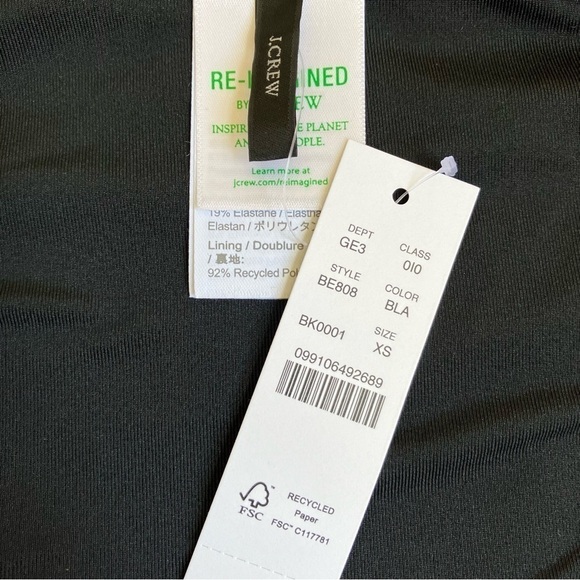 J.CREW
RE- GINED
BY EW
INSPIR E PLANET
AN OPLE.
Learn more at
jcrew.com/reimagined
19% Elastane / Elastha
Elastan / ポリウレタン
Lining / Doublure
/ 裏地:
92% Recycled Pol
DEPT CLASS
GE3 0I0
STYLE COLOR
BE808 BLA
BK0001 SIZE
XS
099106492689
FSC
RECYCLED
Paper
FSC™ C117781